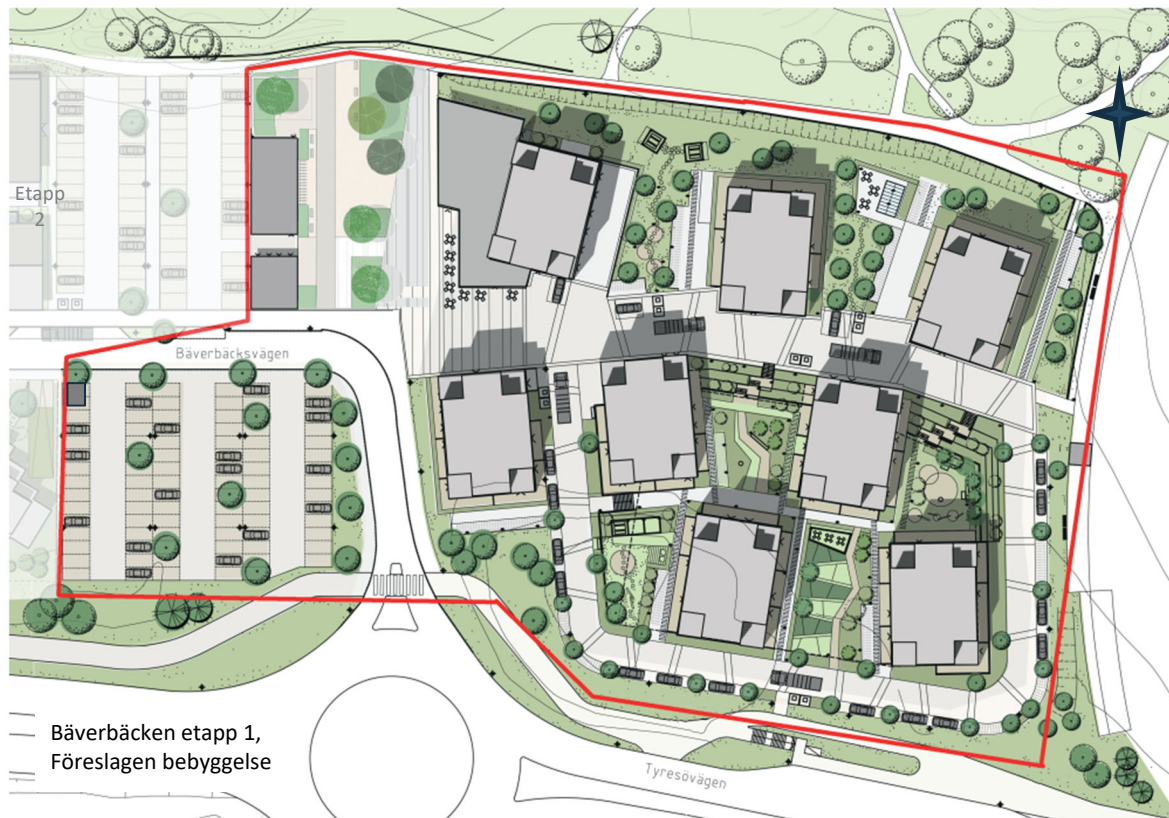 Etapp
2
Bäverbäcksvägen
Bäverbäcken etapp 1,
Föreslagen bebyggelse
Tyresövägen